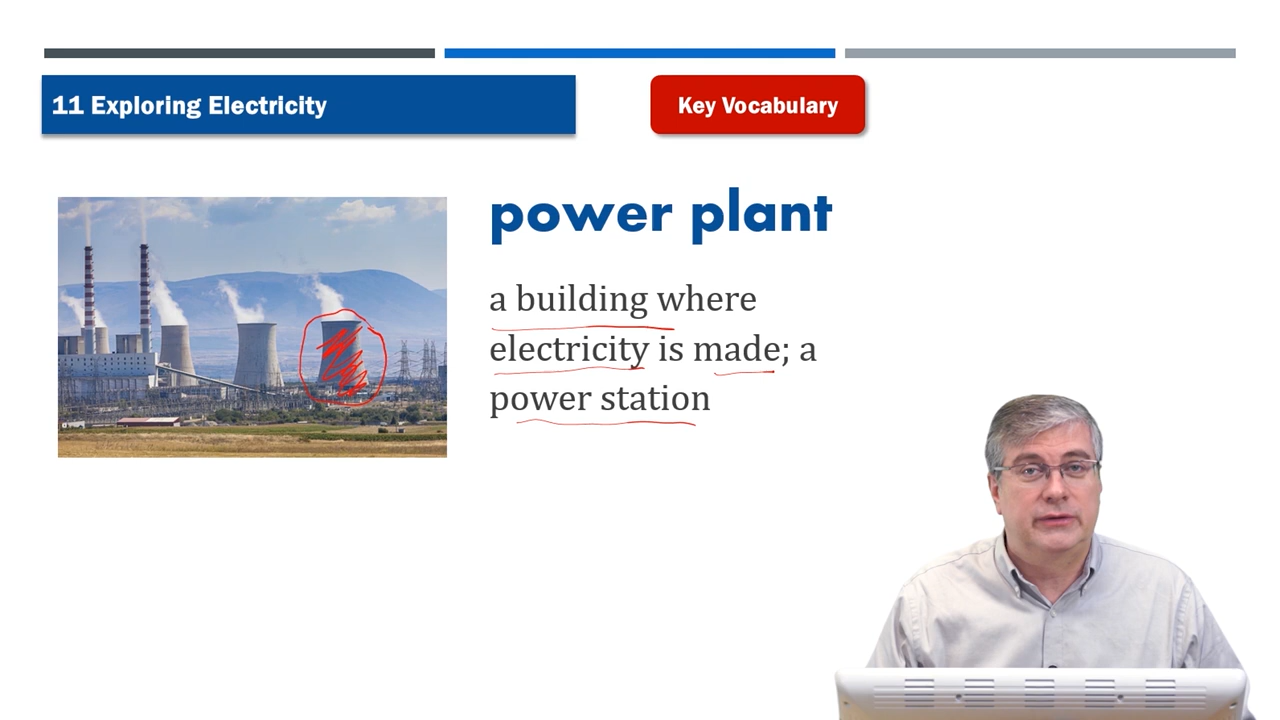 11 Exploring Electricity
Key Vocabulary
power plant
a building where
electricity is made; a
power station